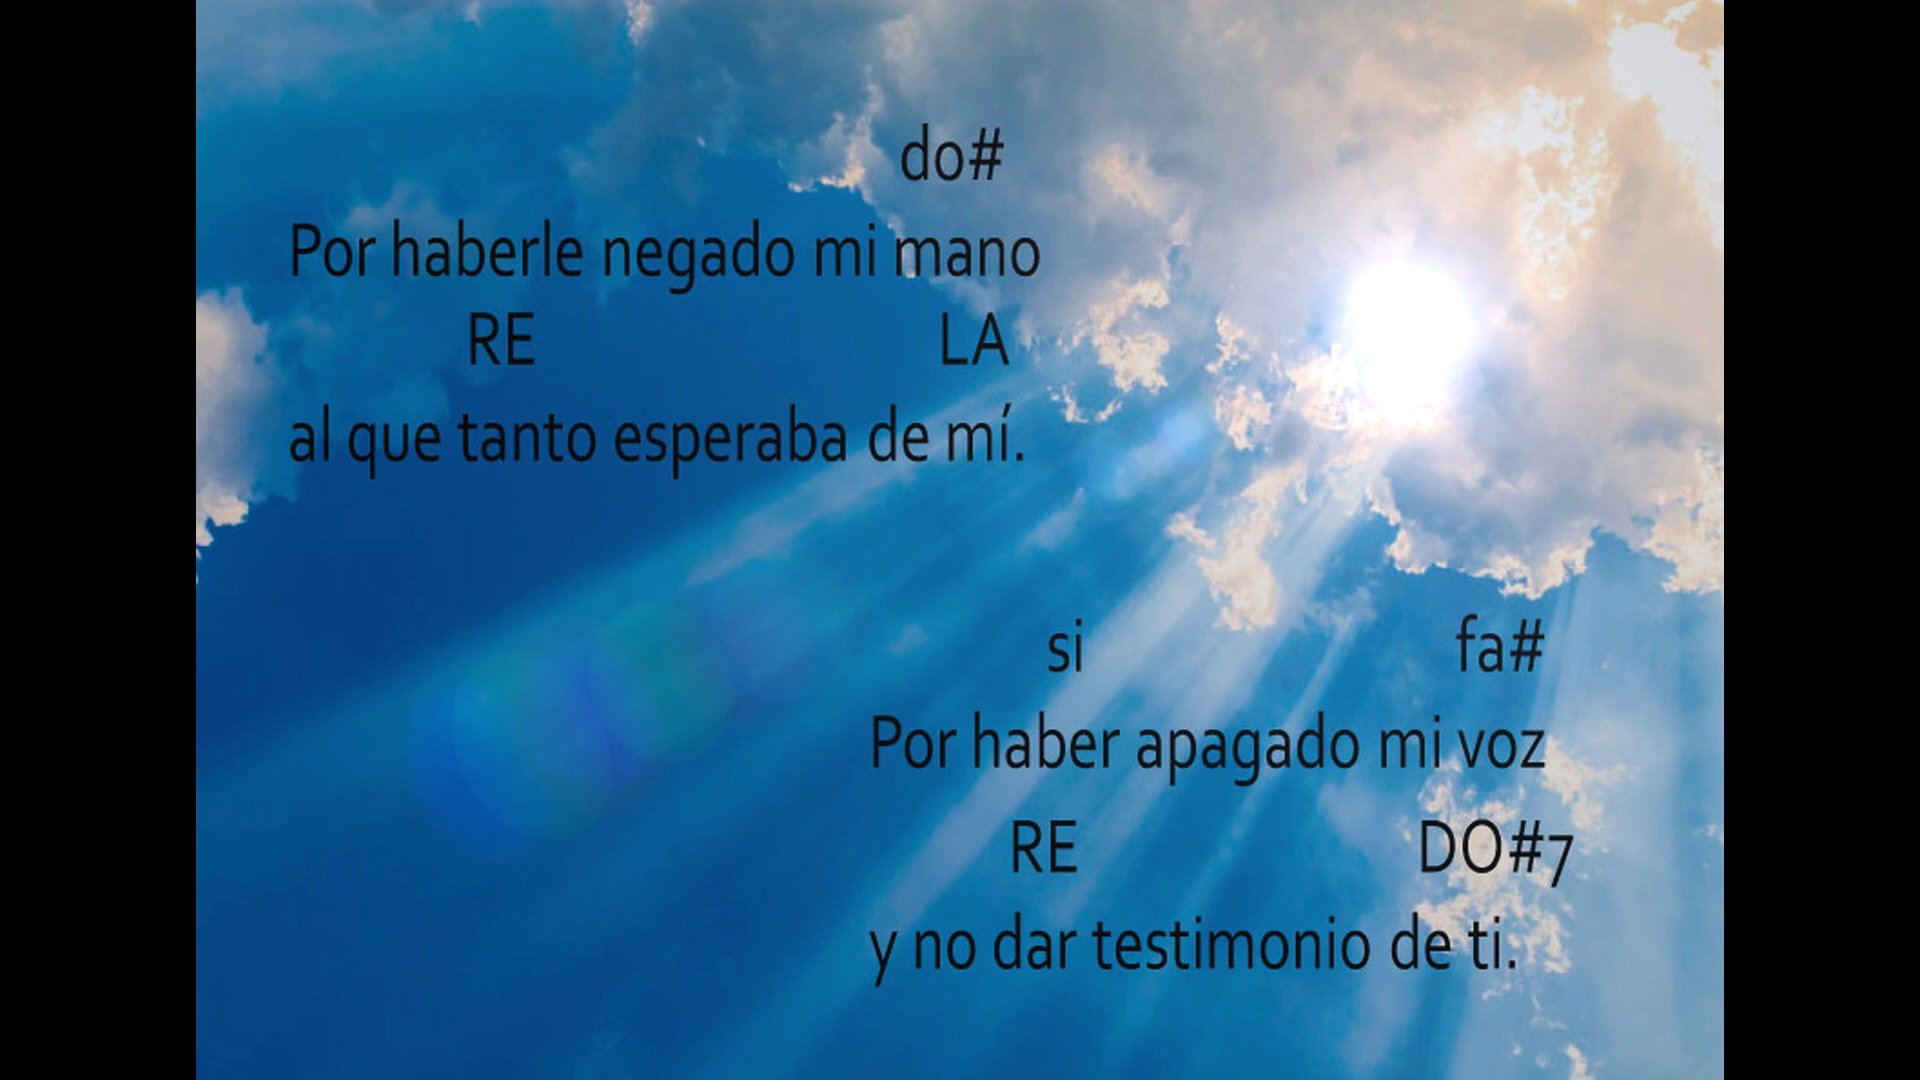 do#
Por haberle negado mi mano
RE LA
al que tanto esperaba de mí.
si fa#
Por haber apagado mi voz
RE DO#7
y no dar testimonio de ti.